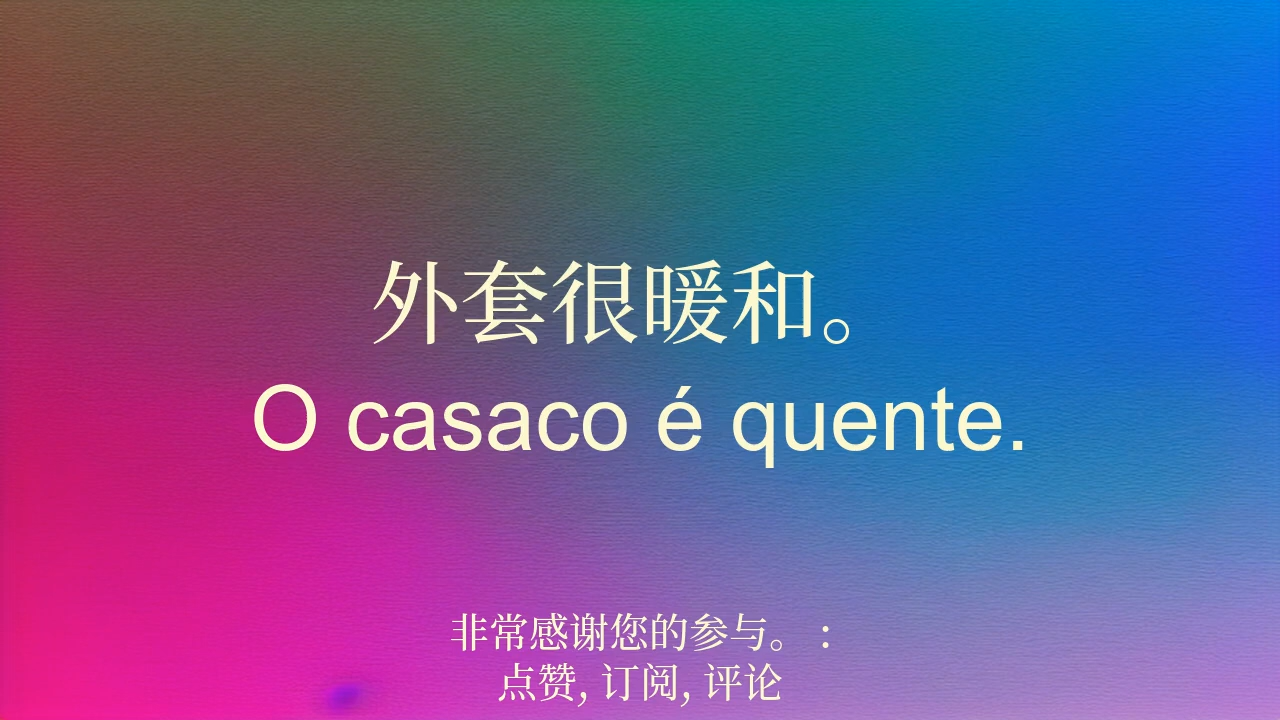 外套很暖和。
O casaco é quente.
非常感谢您的参与。 :
点赞, 订阅, 评论